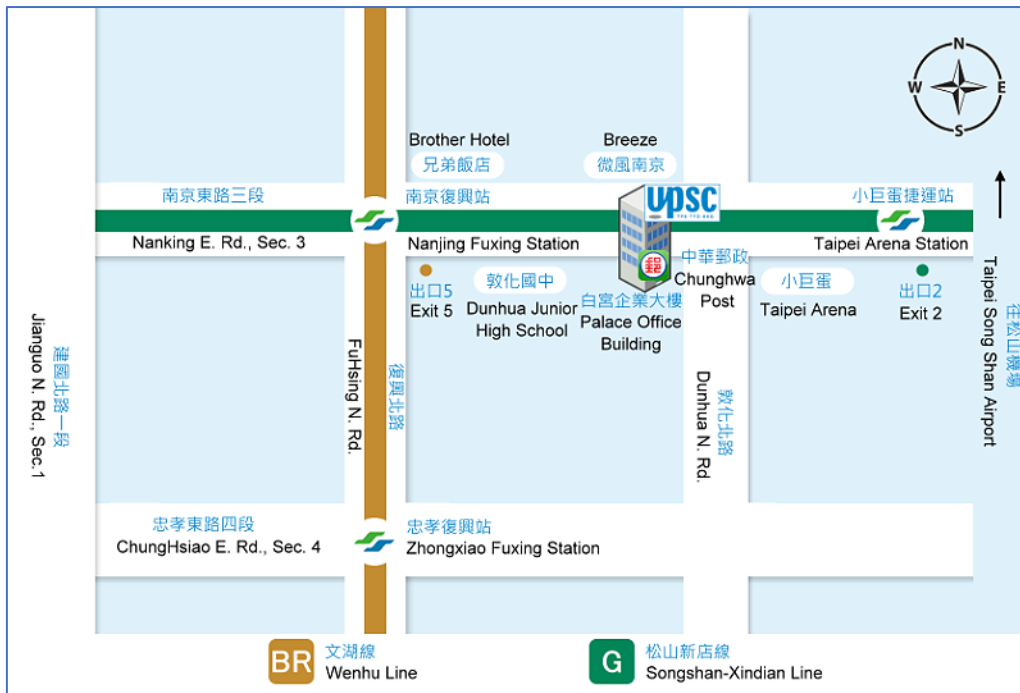 N
W
E
S
Brother Hotel
兄弟飯店
Breeze
微風南京
南京東路三段
南京復興站
UPSC
小巨蛋捷運站
Nanking E. Rd., Sec. 3
Nanjing Fuxing Station
Taipei Arena Station
郵
中華郵政
Chunghwa
Post
出口5
Exit 5
敦化國中
Dunhua Junior
High School
白宮企業大樓
Palace Office
Building
小巨蛋
Taipei Arena
出口2
Exit 2
往松山機場
Taipei Song Shan Airport
建國北路一段
Jianguo N. Rd., Sec.1
FuHsing N. Rd.
復興北路
Dunhua N. Rd.
敦化北路
忠孝東路四段
ChungHsiao E. Rd., Sec. 4
忠孝復興站
Zhongxiao Fuxing Station
BR
文湖線
Wenhu Line
G
松山新店線
Songshan-Xindian Line